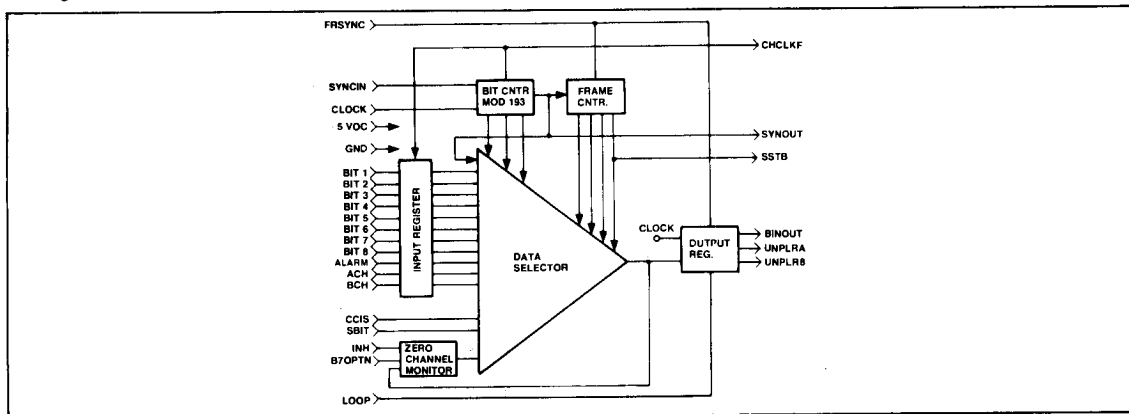 FRSYNC
CHCLKF
SYNCIN
BIT CNTR
MOD 193
FRAME
CNTR.
CLOCK
5 VOC
SYNOUT
GND
SSTB
BIT 1
BIT 2
BIT 3
BIT 4
BIT 5
BIT 6
BIT 7
BIT 8
ALARM
ACH
BCH
INPUT REGISTER
DATA
SELECTOR
CLOCK
OUTPUT
REG.
BINOUT
UNPLRA
UNPLRB
CCIS
SBIT
INH
B7OPTN
ZERO
CHANNEL
MONITOR
LOOP